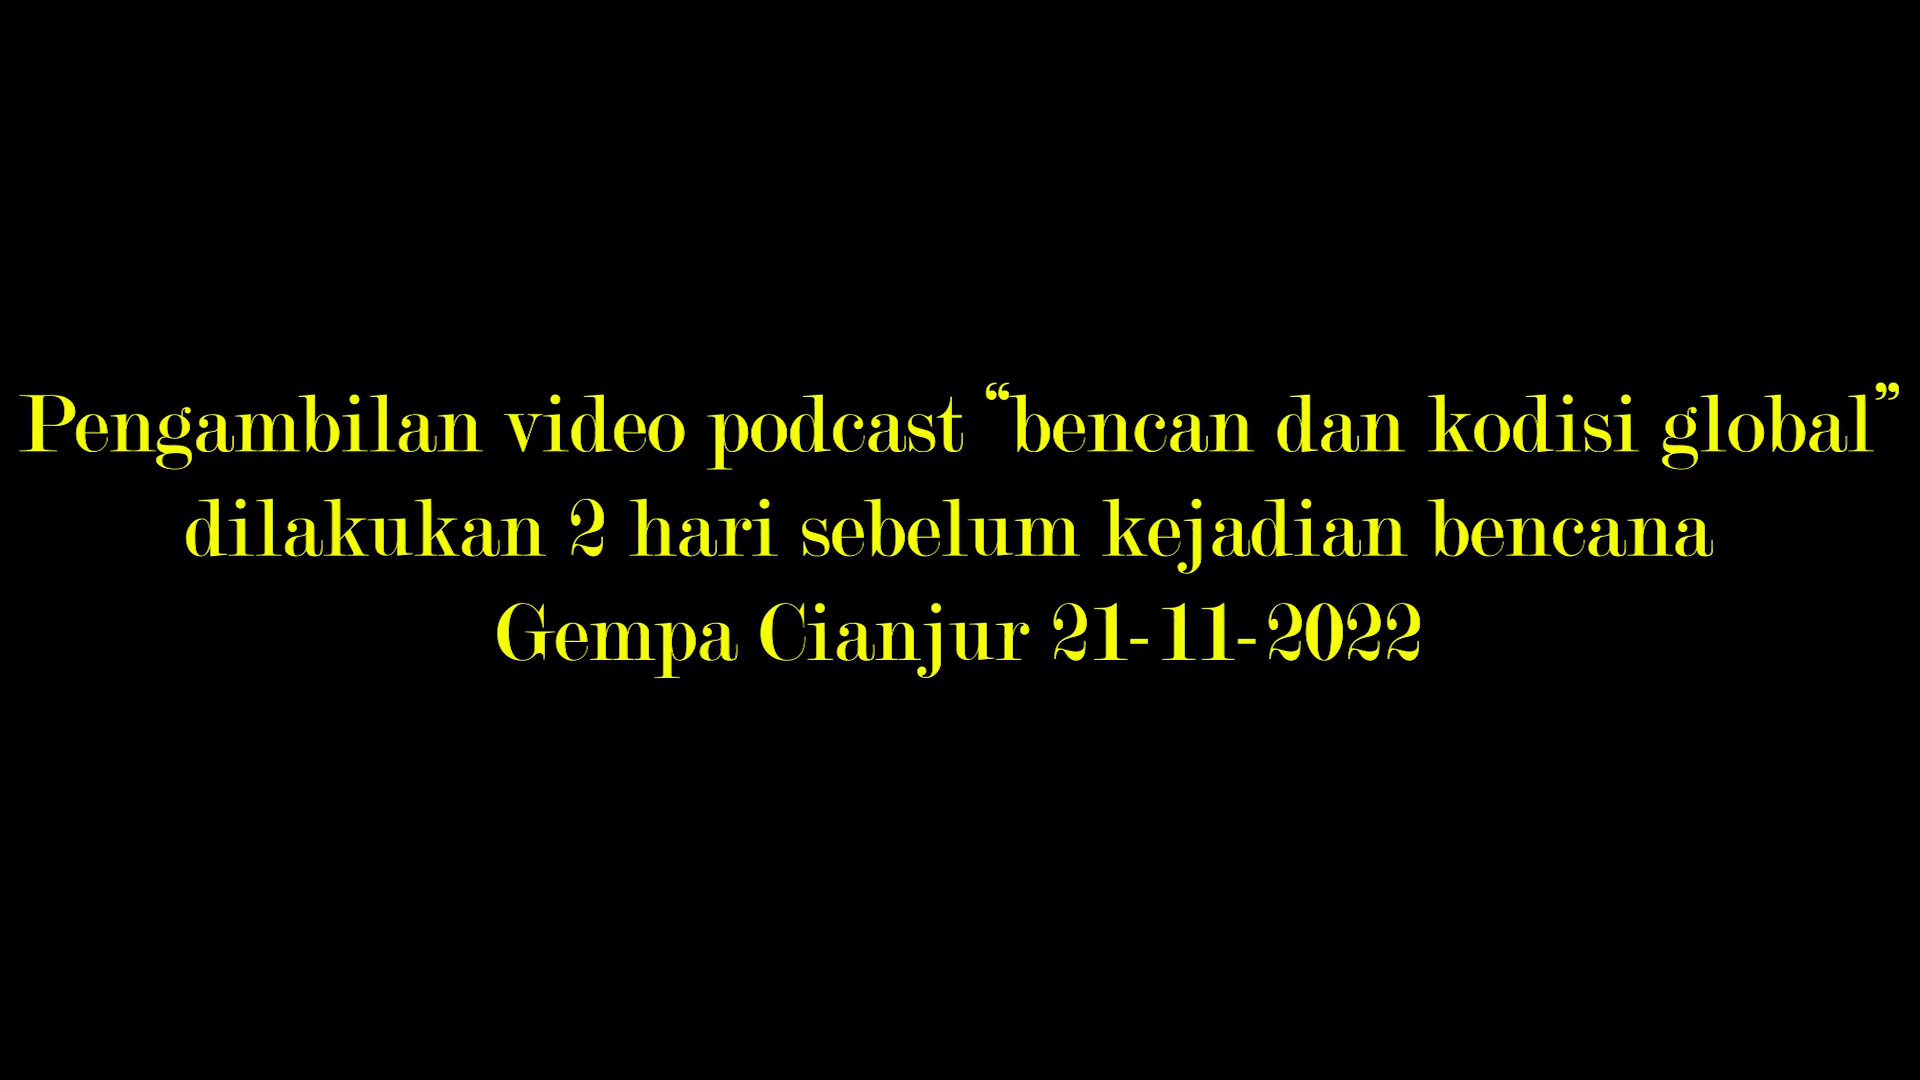 Pengambilan video podcast “bencan dan kodisi global”
dilakukan 2 hari sebelum kejadian bencana
Gempa Cianjur 21-11-2022